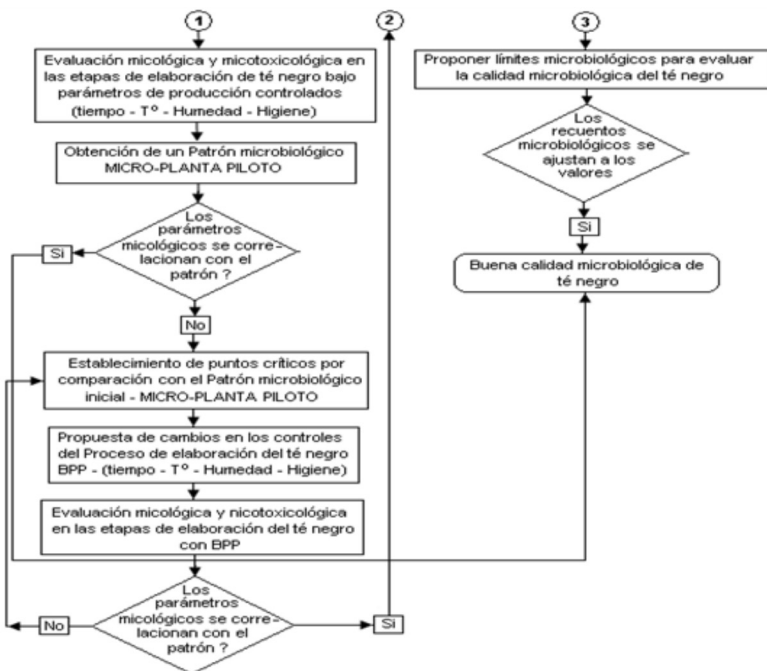 1
Evaluación micológica y micotoxicológica en
las etapas de elaboración de té negro bajo
parámetros de producción controlados
(tiempo - Tº - Humedad - Higiene)
Obtención de un Patrón microbiológico
MICRO-PLANTA PILOTO
Los
parámetros
micológicos se corre-
lacionan con el
patrón ?
Si
No
Establecimiento de puntos críticos por
comparación con el Patrón microbiológico
inicial - MICRO-PLANTA PILOTO
Propuesta de cambios en los controles
del Proceso de elaboración del té negro
BPP - (tiempo - Tº - Humedad - Higiene)
Evaluación micológica y nicotoxicológica
en las etapas de elaboración del té negro
con BPP
Los
parámetros
micológicos se corre-
lacionan con el
patrón ?
No
Si
2
3
Proponer límites microbiológicos para evaluar
la calidad microbiológica del té negro
Los
recuentos
microbiológicos se
ajustan a los
valores
Si
Buena calidad microbiológica de
té negro